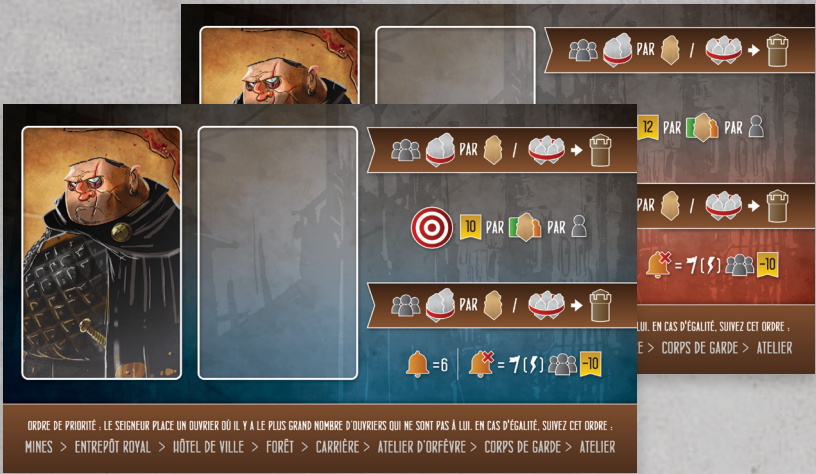 PAR /
12 PAR PAR
PAR /
= 7 ( ) -10
LUI. EN CAS D'ÉGALITÉ, SUIVEZ CET ORDRE :
> CORPS DE GARDE > ATELIER
PAR /
10 PAR PAR
PAR /
=6 = 7 ( ) -10
ORDRE DE PRIORITÉ : LE SEIGNEUR PLACE UN OUVRIER OÙ IL Y A LE PLUS GRAND NOMBRE D'OUVRIERS QUI NE SONT PAS À LUI. EN CAS D'ÉGALITÉ, SUIVEZ CET ORDRE :
MINES > ENTREPÔT ROYAL > HÔTEL DE VILLE > FORÊT > CARRIÈRE > ATELIER D'ORFÈVRE > CORPS DE GARDE > ATELIER